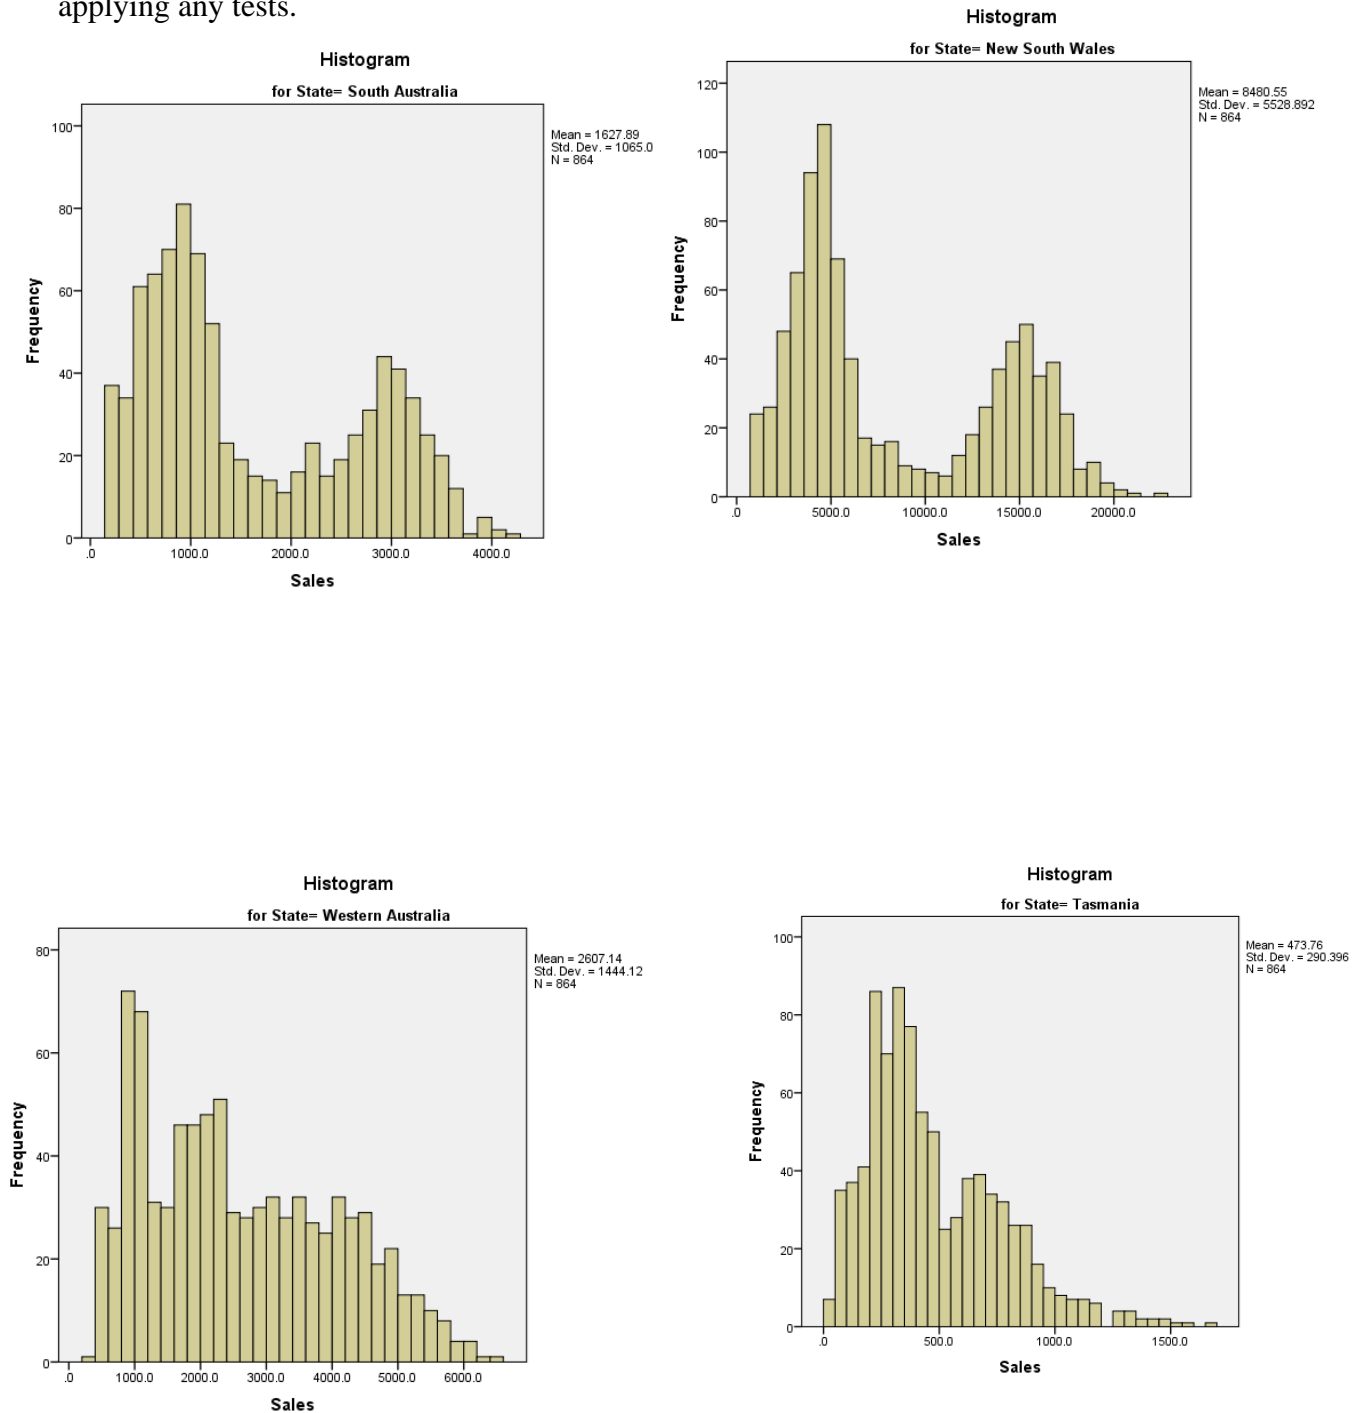 applying any tests.
Histogram
for State= South Australia
Mean = 1627.89
Std. Dev. = 1065.0
N = 864
100
80
60
40
20
0
Frequency
.0 1000.0 2000.0 3000.0 4000.0
Sales
Histogram
for State= New South Wales
Mean = 8480.55
Std. Dev. = 5528.892
N = 864
120
100
80
60
40
20
0
Frequency
.0 5000.0 10000.0 15000.0 20000.0
Sales
Histogram
for State= Western Australia
Mean = 2607.14
Std. Dev. = 1444.12
N = 864
80
60
40
20
0
Frequency
.0 1000.0 2000.0 3000.0 4000.0 5000.0 6000.0
Sales
Histogram
for State= Tasmania
Mean = 473.76
Std. Dev. = 290.396
N = 864
100
80
60
40
20
0
Frequency
.0 500.0 1000.0 1500.0
Sales